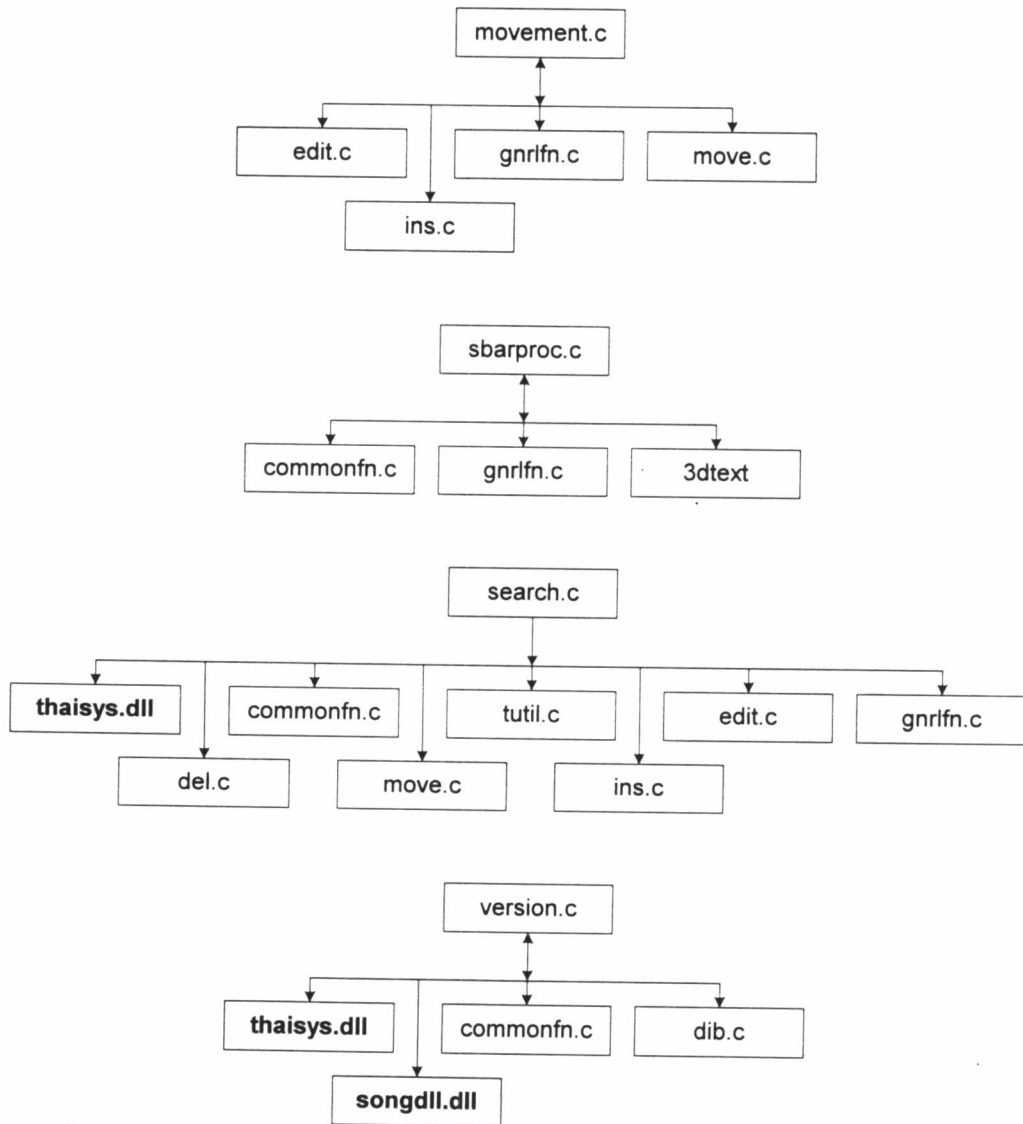 movement.c
edit.c
gnrlfn.c
move.c
ins.c
sbarproc.c
commonfn.c
gnrlfn.c
3dtext
search.c
thaisys.dll
commonfn.c
tutil.c
edit.c
gnrlfn.c
del.c
move.c
ins.c
version.c
thaisys.dll
commonfn.c
dib.c
songdll.dll